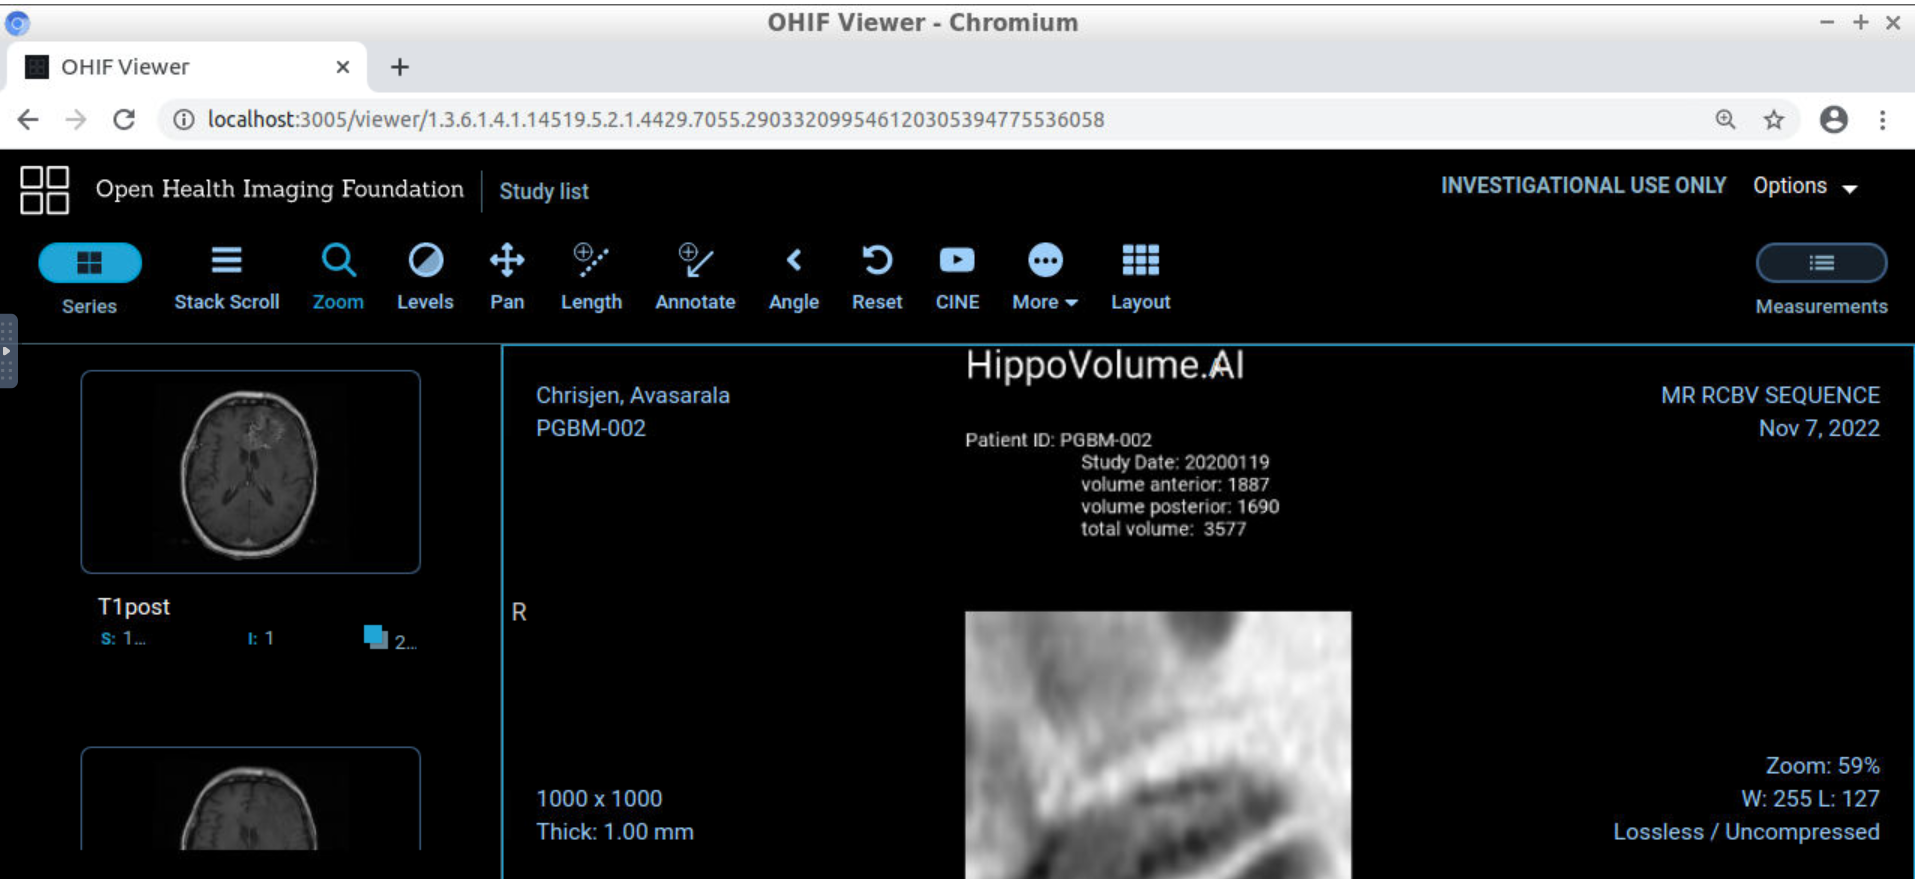 OHIF Viewer - Chromium
OHIF Viewer
localhost:3005/viewer/1.3.6.1.4.1.14519.5.2.1.4429.7055.290332099546120305394775536058
Open Health Imaging Foundation
Study list
INVESTIGATIONAL USE ONLY
Options
Series
Stack Scroll
Zoom
Levels
Pan
Length
Annotate
Angle
Reset
CINE
More
Layout
Measurements
T1post
S: 1...
I: 1
2...
HippoVolume.AI
Chrisjen, Avasarala
PGBM-002
MR RCBV SEQUENCE
Nov 7, 2022
Patient ID: PGBM-002
Study Date: 20200119
volume anterior: 1887
volume posterior: 1690
total volume: 3577
R
1000 x 1000
Thick: 1.00 mm
Zoom: 59%
W: 255 L: 127
Lossless / Uncompressed